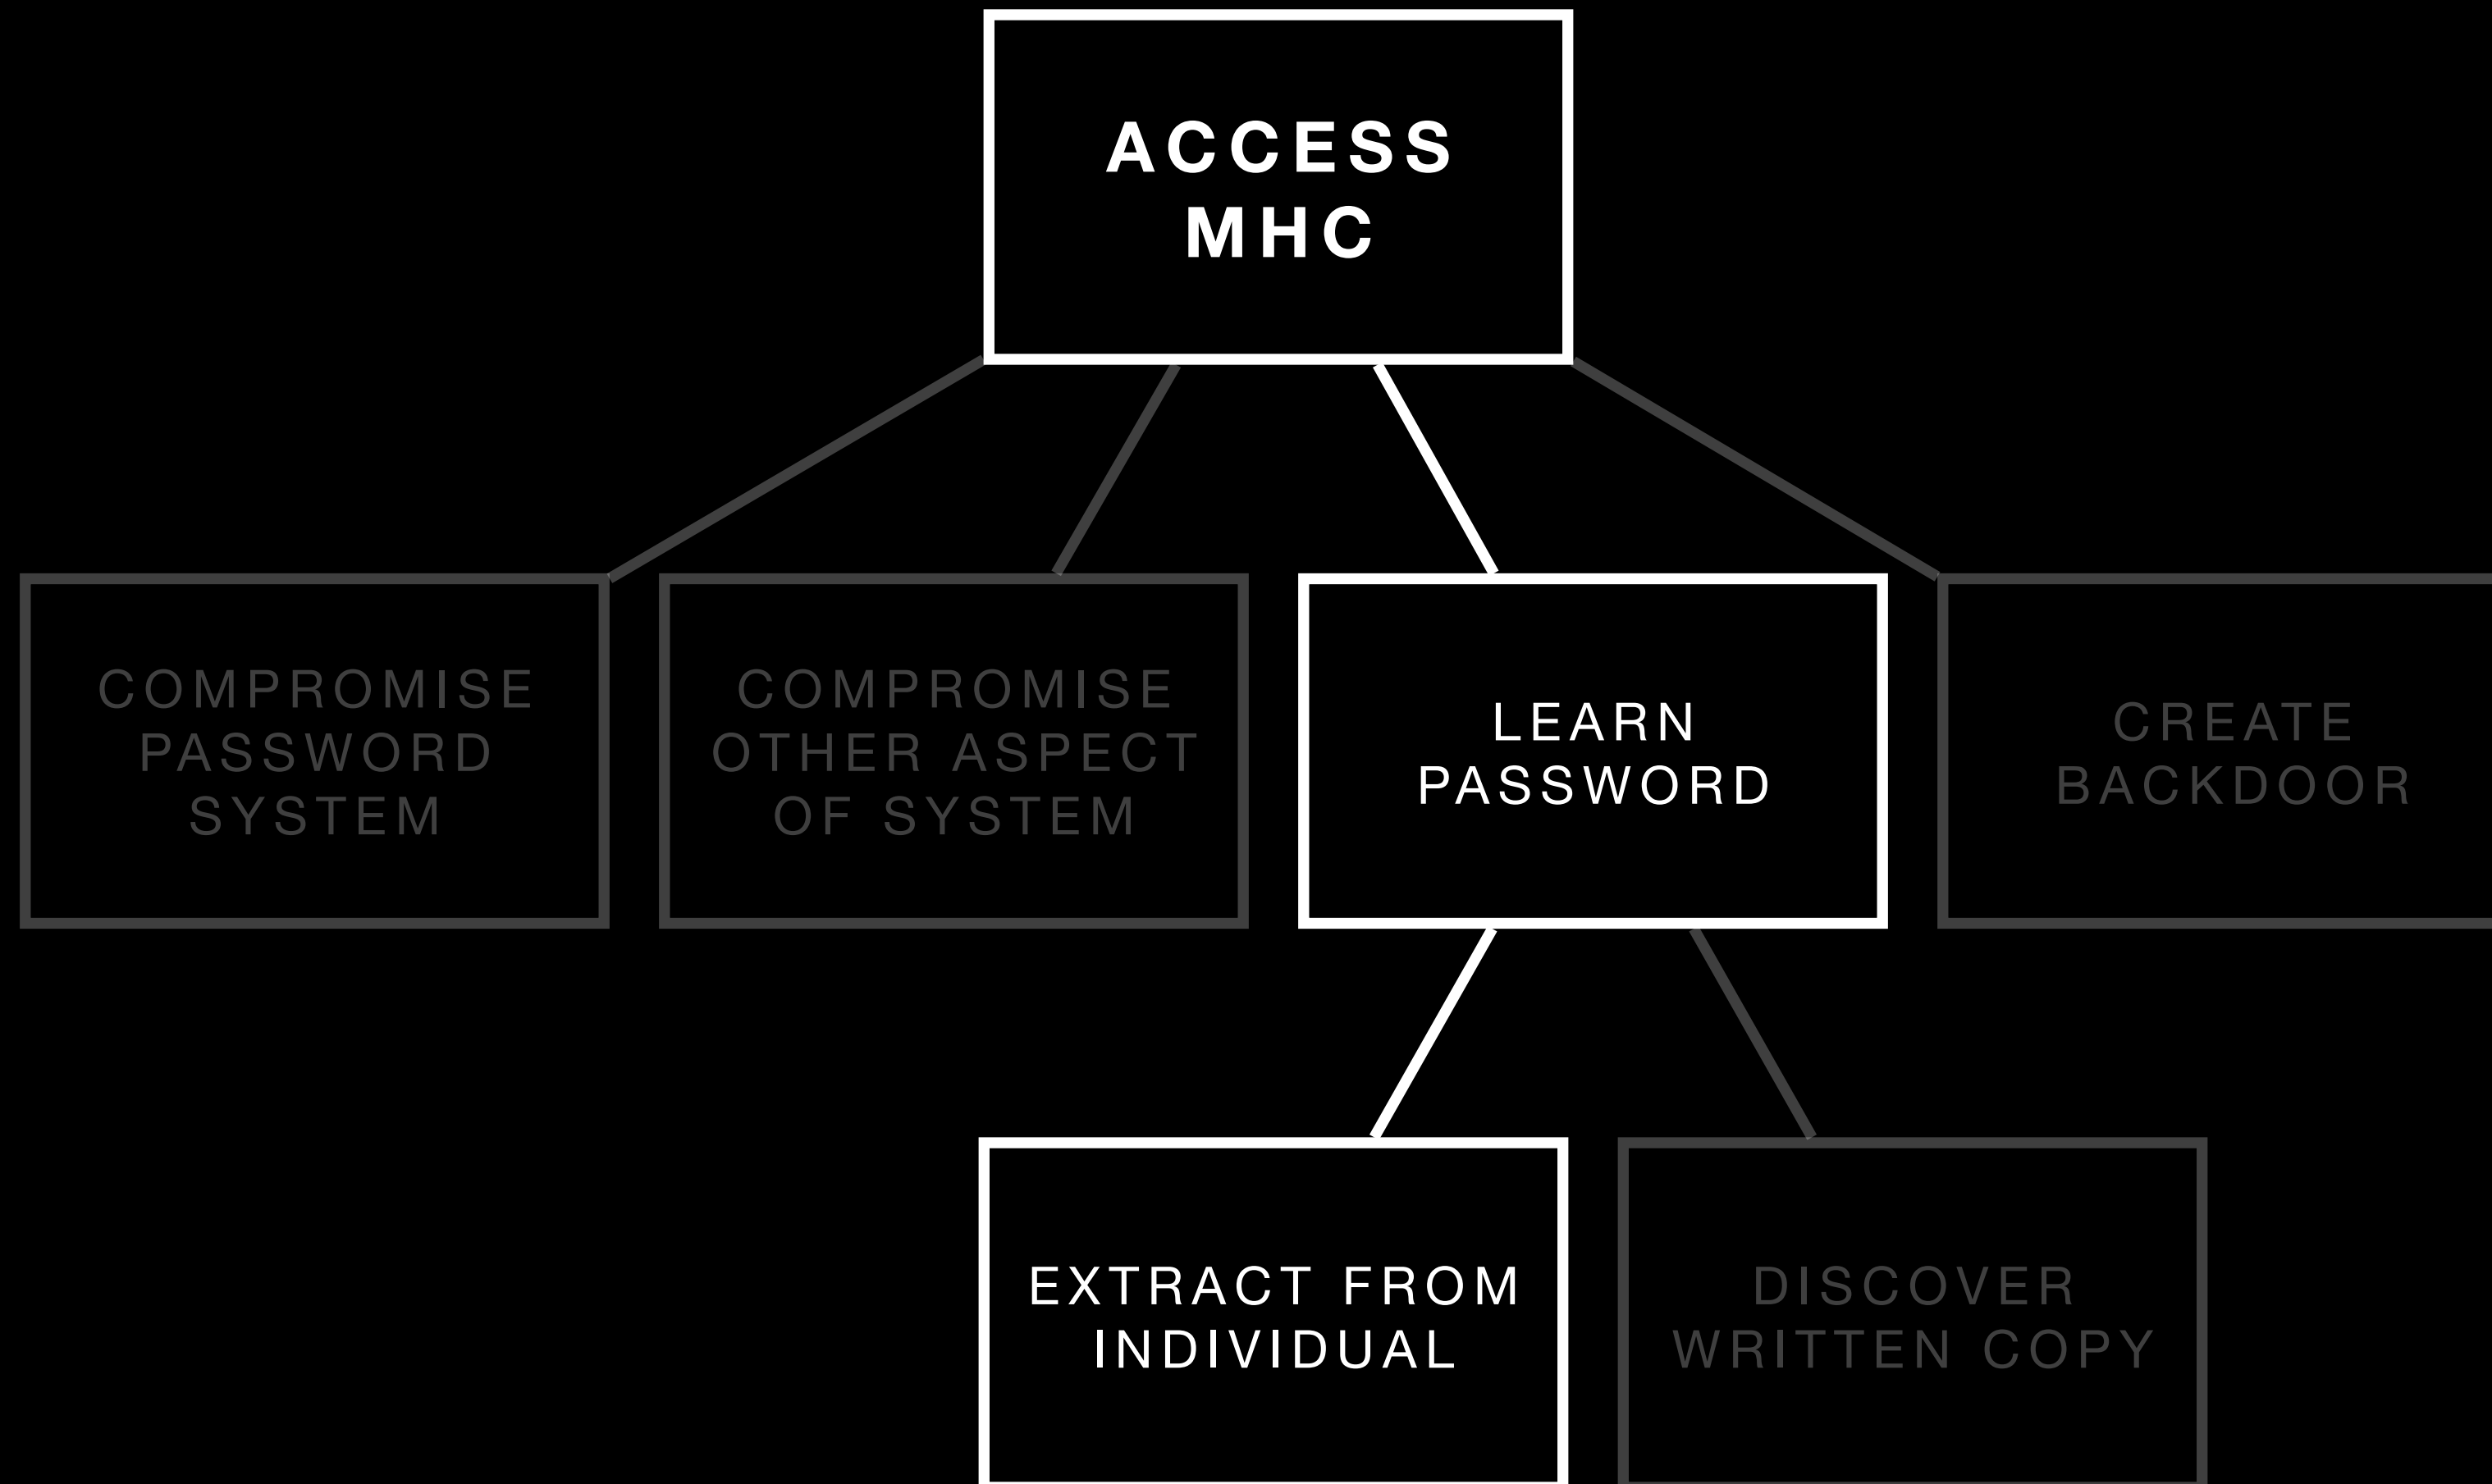 ACCESS
MHC
COMPROMISE
PASSWORD
SYSTEM
COMPROMISE
OTHER ASPECT
OF SYSTEM
LEARN
PASSWORD
CREATE
BACKDOOR
EXTRACT FROM
INDIVIDUAL
DISCOVER
WRITTEN COPY